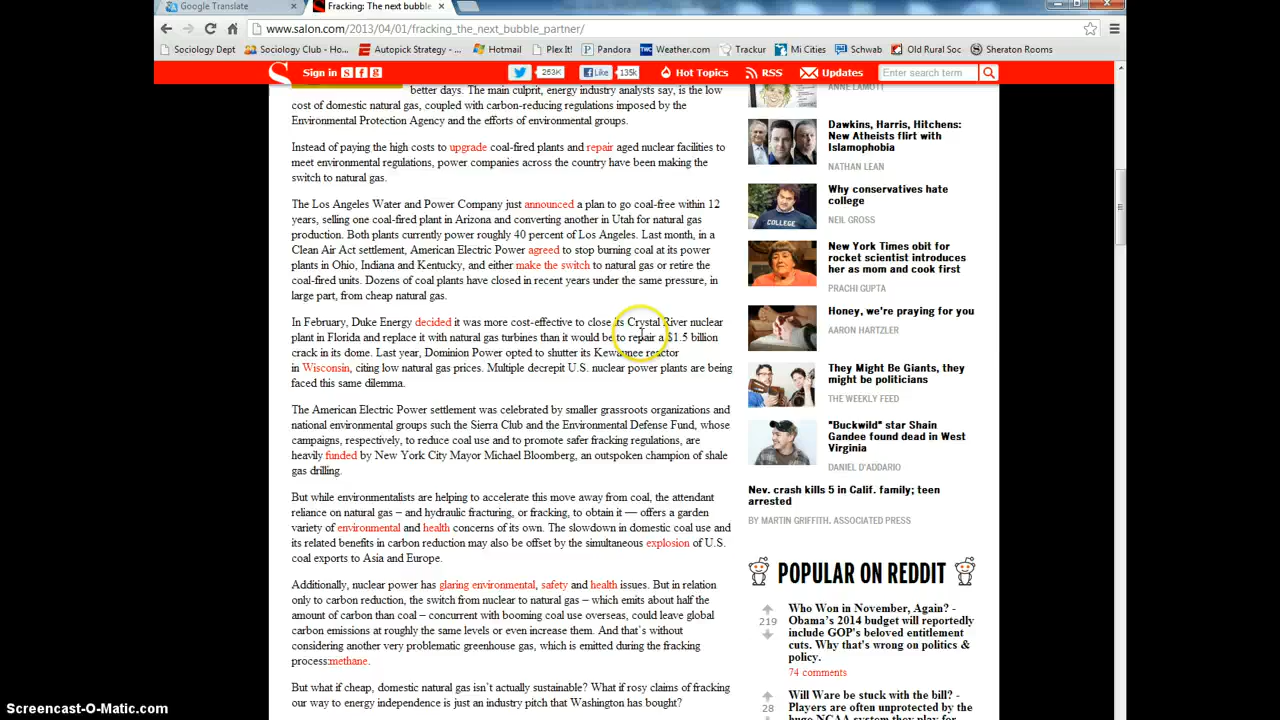 Google Translate
Fracking: The next bubble
www.salon.com/2013/04/01/fracking_the_next_bubble_partner/
Sociology Dept
Sociology Club - Ho...
Autopick Strategy - ...
Hotmail
Plex It!
Pandora
Weather.com
Trackur
Mi Cities
Schwab
Old Rural Soc
Sheraton Rooms
Sign in
253K
Like
135k
Hot Topics
RSS
Updates
Enter search term
better days. The main culprit, energy industry analysts say, is the low
cost of domestic natural gas, coupled with carbon-reducing regulations imposed by the
Environmental Protection Agency and the efforts of environmental groups.
Instead of paying the high costs to upgrade coal-fired plants and repair aged nuclear facilities to
meet environmental regulations, power companies across the country have been making the
switch to natural gas.
The Los Angeles Water and Power Company just announced a plan to go coal-free within 12
years, selling one coal-fired plant in Arizona and converting another in Utah for natural gas
production. Both plants currently power roughly 40 percent of Los Angeles. Last month, in a
Clean Air Act settlement, American Electric Power agreed to stop burning coal at its power
plants in Ohio, Indiana and Kentucky, and either make the switch to natural gas or retire the
coal-fired units. Dozens of coal plants have closed in recent years under the same pressure, in
large part, from cheap natural gas.
In February, Duke Energy decided it was more cost-effective to close its Crystal River nuclear
plant in Florida and replace it with natural gas turbines than it would be to repair a $1.5 billion
crack in its dome. Last year, Dominion Power opted to shutter its Kewaunee reactor
in Wisconsin, citing low natural gas prices. Multiple decrepit U.S. nuclear power plants are being
faced this same dilemma.
The American Electric Power settlement was celebrated by smaller grassroots organizations and
national environmental groups such the Sierra Club and the Environmental Defense Fund, whose
campaigns, respectively, to reduce coal use and to promote safer fracking regulations, are
heavily funded by New York City Mayor Michael Bloomberg, an outspoken champion of shale
gas drilling.
But while environmentalists are helping to accelerate this move away from coal, the attendant
reliance on natural gas – and hydraulic fracturing, or fracking, to obtain it –– offers a garden
variety of environmental and health concerns of its own. The slowdown in domestic coal use and
its related benefits in carbon reduction may also be offset by the simultaneous explosion of U.S.
coal exports to Asia and Europe.
Additionally, nuclear power has glaring environmental, safety and health issues. But in relation
only to carbon reduction, the switch from nuclear to natural gas – which emits about half the
amount of carbon than coal – concurrent with booming coal use overseas, could leave global
carbon emissions at roughly the same levels or even increase them. And that's without
considering another very problematic greenhouse gas, which is emitted during the fracking
process:methane.
But what if cheap, domestic natural gas isn't actually sustainable? What if rosy claims of fracking
our way to energy independence is just an industry pitch that Washington has bought?
ANNE LAMOTT
Dawkins, Harris, Hitchens:
New Atheists flirt with
Islamophobia
NATHAN LEAN
COLLEGE
Why conservatives hate
college
NEIL GROSS
New York Times obit for
rocket scientist introduces
her as mom and cook first
PRACHI GUPTA
Honey, we're praying for you
AARON HARTZLER
They Might Be Giants, they
might be politicians
THE WEEKLY FEED
"Buckwild" star Shain
Gandee found dead in West
Virginia
DANIEL D'ADDARIO
Nev. crash kills 5 in Calif. family; teen
arrested
BY MARTIN GRIFFITH, ASSOCIATED PRESS
POPULAR ON REDDIT
219
Who Won in November, Again? -
Obama's 2014 budget will reportedly
include GOP's beloved entitlement
cuts. Why that's wrong on politics &
policy.
74 comments
28
Will Ware be stuck with the bill? -
Players are often unprotected by the
huge NCAA system they play for
Screencast-O-Matic.com